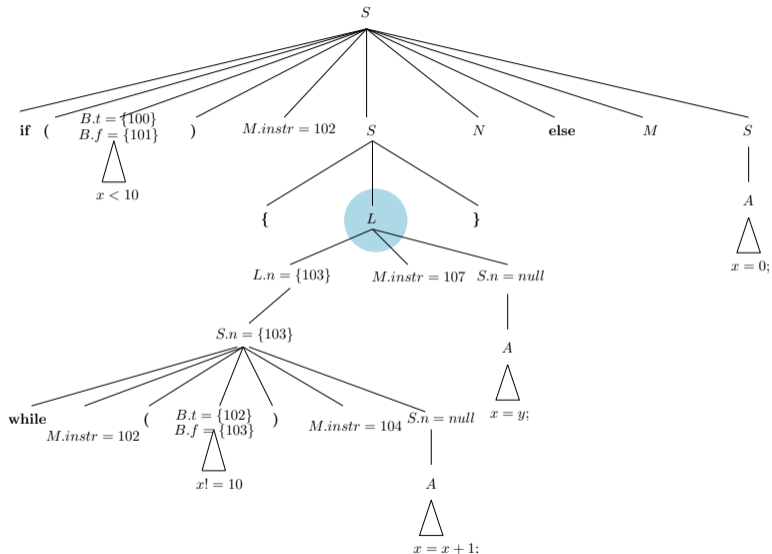 S
B.t = {100}
if ( B.f = {101} ) M.instr = 102 S N else M S
x < 10
A
{ L }
x = 0;
L.n = {103} M.instr = 107 S.n = null
S.n = {103}
A
x = y;
while ( B.t = {102} ) S.n = null
M.instr = 102 B.f = {103} M.instr = 104
x! = 10
A
x = x + 1;